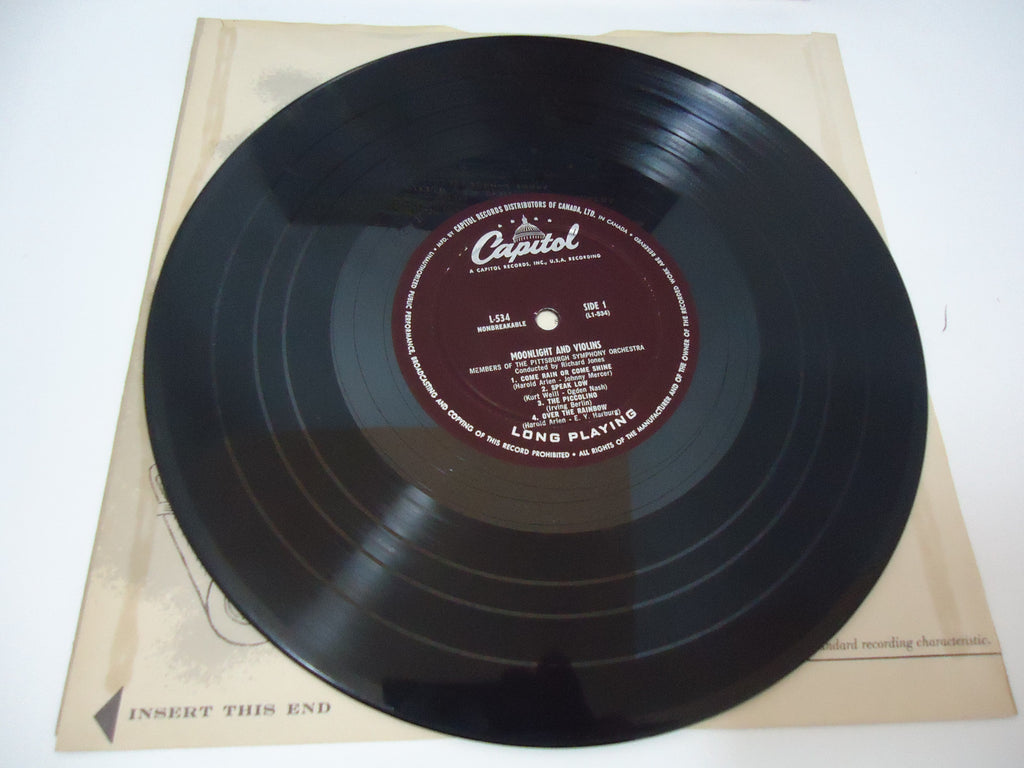 MFD. BY CAPITOL RECORDS DISTRIBUTORS OF CANADA, LTD. IN CANADA •
Capitol
A CAPITOL RECORDS, INC., U.S.A. RECORDING
L-534
NONBREAKABLE
SIDE 1
(L1-534)
MOONLIGHT AND VIOLINS
MEMBERS OF THE PITTSBURGH SYMPHONY ORCHESTRA
Conducted by Richard Jones
1. COME RAIN OR COME SHINE
(Harold Arlen - Johnny Mercer)
2. SPEAK LOW
(Kurt Weill - Ogden Nash)
3. THE PICCOLINO
(Irving Berlin)
4. OVER THE RAINBOW
(Harold Arlen - E. Y. Harburg)
LONG PLAYING
UNAUTHORIZED PUBLIC PERFORMANCE, BROADCASTING AND COPYING OF THIS RECORD PROHIBITED • ALL RIGHTS OF THE MANUFACTURER AND OF THE OWNER OF THE RECORDED WORK ARE RESERVED •
recording characteristic.
INSERT THIS END